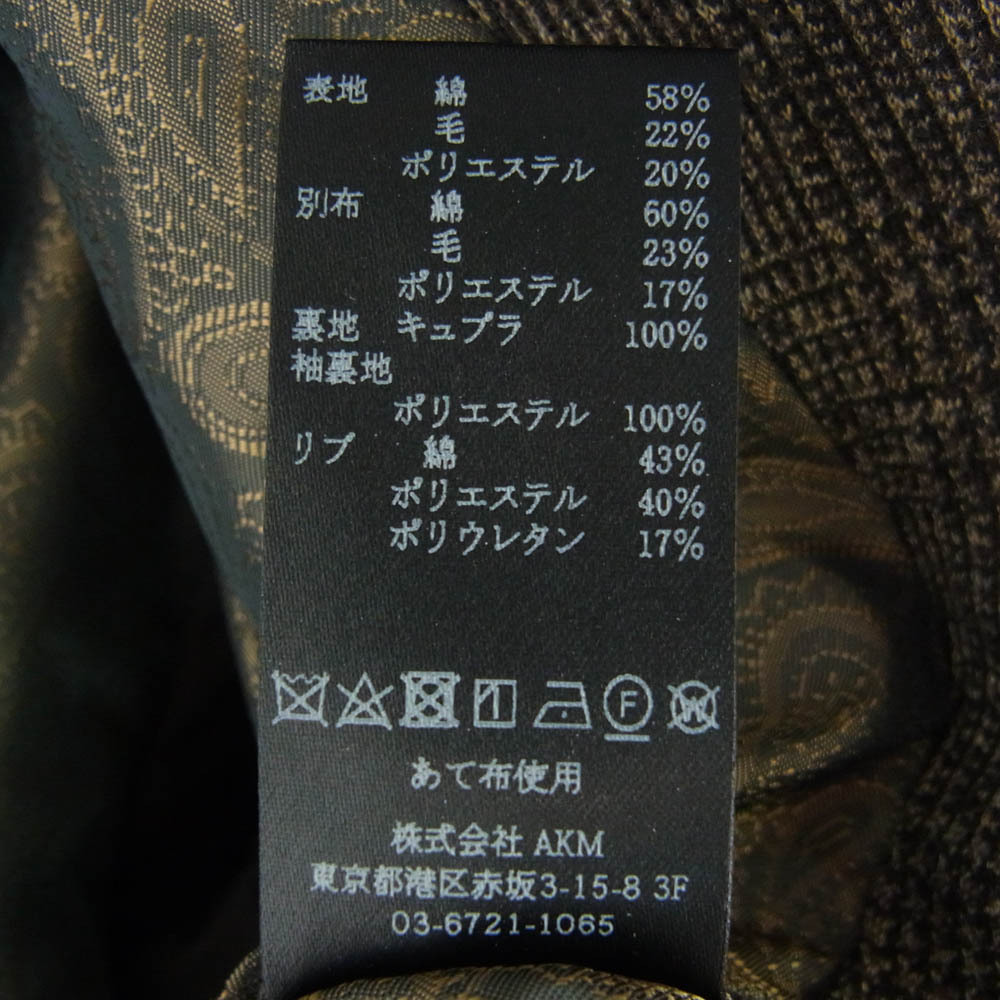 表地 綿 58%
毛 22%
ポリエステル 20%
別布 綿 60%
毛 23%
ポリエステル 17%
裏地 キュプラ 100%
袖裏地
ポリエステル 100%
リブ 綿 43%
ポリエステル 40%
ポリウレタン 17%
F W
あて布使用
株式会社 AKM
東京都港区赤坂3-15-8 3F
03-6721-1065